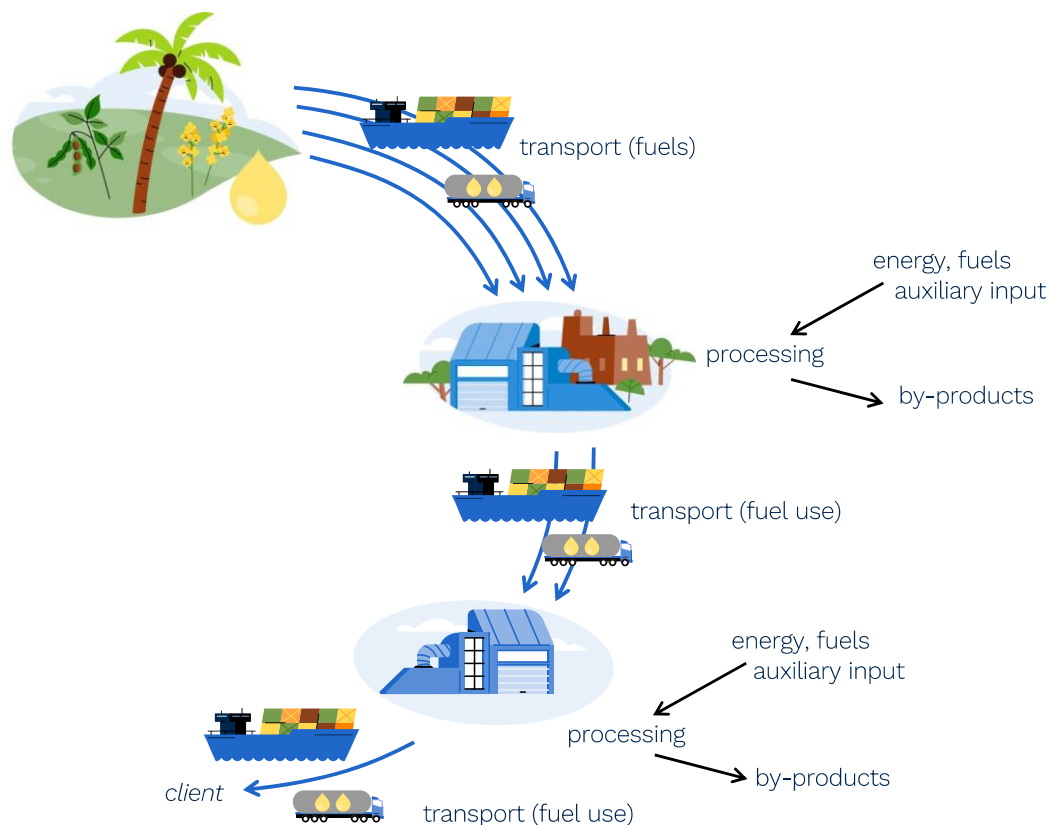 transport (fuels)
energy, fuels
auxiliary input
processing
by-products
transport (fuel use)
energy, fuels
auxiliary input
processing
by-products
client
transport (fuel use)